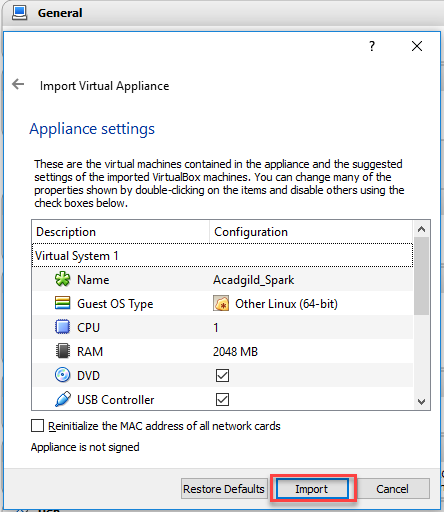 General
?
Import Virtual Appliance
Appliance settings
These are the virtual machines contained in the appliance and the suggested
settings of the imported VirtualBox machines. You can change many of the
properties shown by double-clicking on the items and disable others using the
check boxes below.
Description Configuration
Virtual System 1
Name Acadgild_Spark
Guest OS Type Other Linux (64-bit)
CPU 1
RAM 2048 MB
DVD
USB Controller
Reinitialize the MAC address of all network cards
Appliance is not signed
Restore Defaults Import Cancel